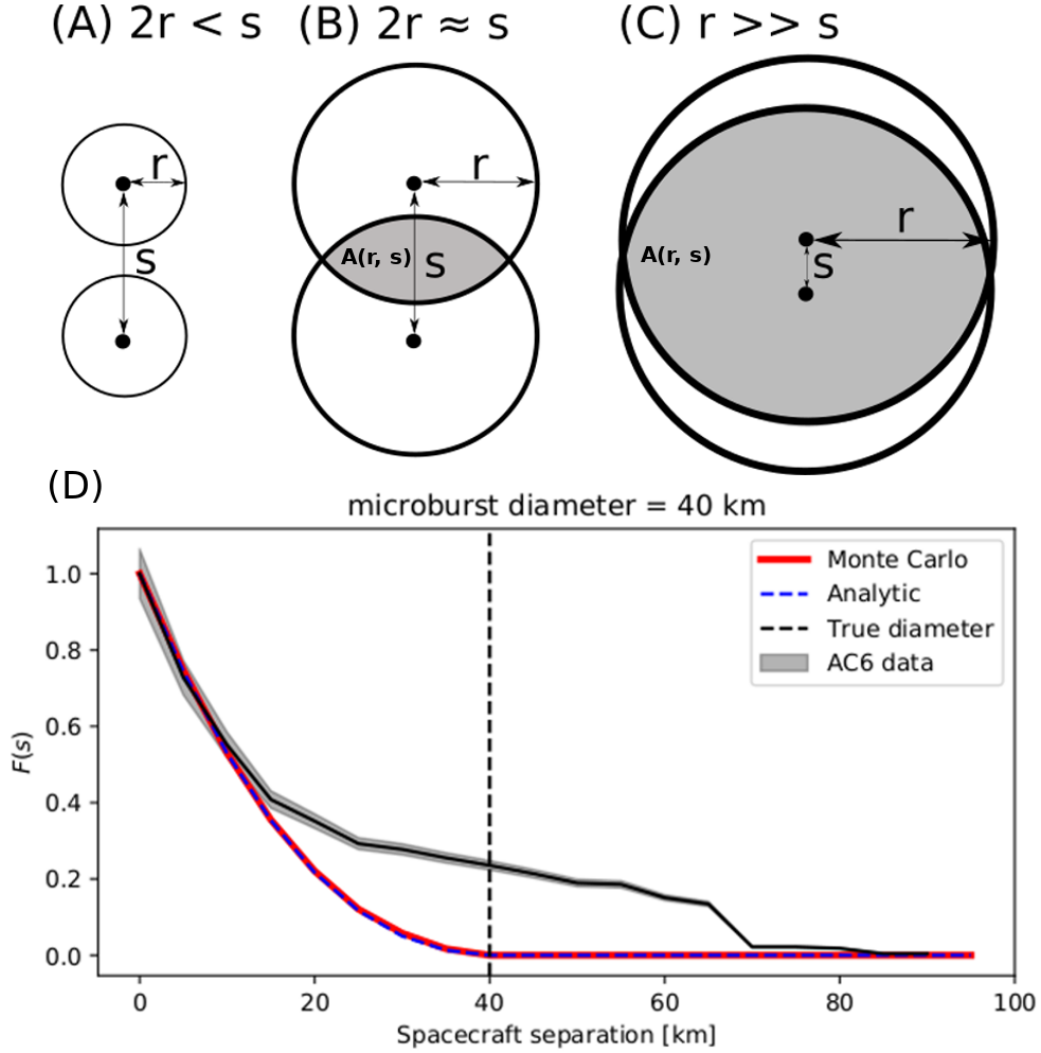 (A) 2r < s (B) 2r ≈ s (C) r >> s
r
s
r
A(r, s) s
r
A(r, s) s
(D)
microburst diameter = 40 km
Monte Carlo
Analytic
True diameter
AC6 data
1.0
0.8
0.6
0.4
0.2
0.0
F(s)
0 20 40 60 80 100
Spacecraft separation [km]